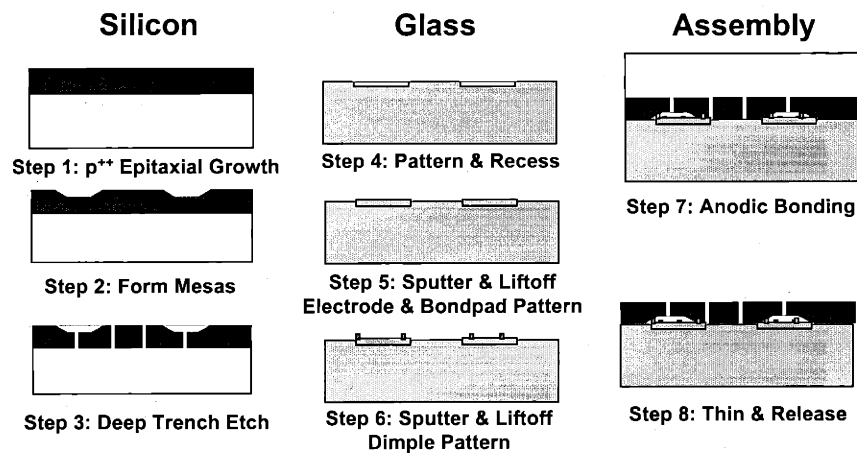 Silicon
Step 1: p++ Epitaxial Growth
Step 2: Form Mesas
Step 3: Deep Trench Etch
Glass
Step 4: Pattern & Recess
Step 5: Sputter & Liftoff
Electrode & Bondpad Pattern
Step 6: Sputter & Liftoff
Dimple Pattern
Assembly
Step 7: Anodic Bonding
Step 8: Thin & Release